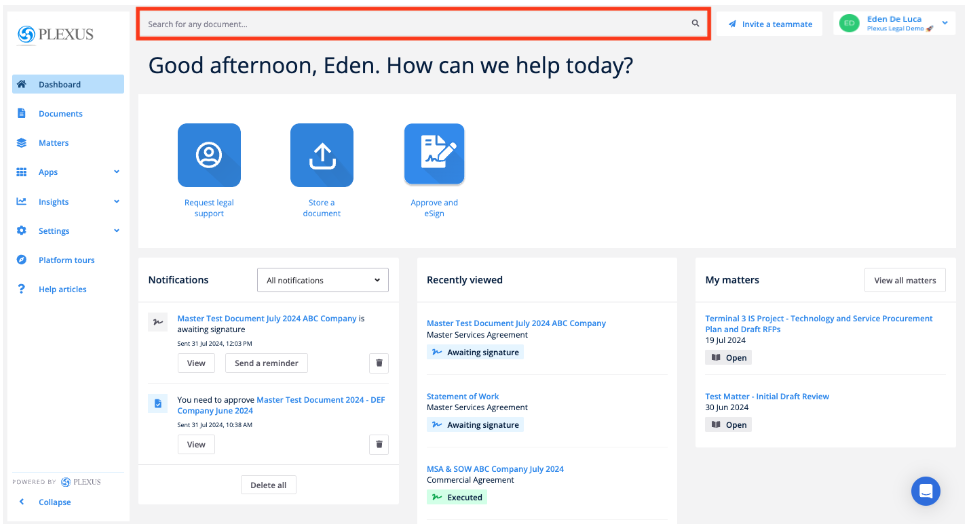 PLEXUS
Search for any document...
Invite a teammate
ED
Eden De Luca
Plexus Legal Demo 🚀
Dashboard
Documents
Matters
Apps
Insights
Settings
Platform tours
? Help articles
POWERED BY PLEXUS
Collapse
Good afternoon, Eden. How can we help today?
Request legal
support
Store a
document
Approve and
eSign
Notifications
All notifications
Master Test Document July 2024 ABC Company is
awaiting signature
Sent 31 Jul 2024, 12:03 PM
View
Send a reminder
You need to approve Master Test Document 2024 - DEF
Company June 2024
Sent 31 Jul 2024, 10:38 AM
View
Delete all
Recently viewed
Master Test Document July 2024 ABC Company
Master Services Agreement
Awaiting signature
Statement of Work
Master Services Agreement
Awaiting signature
MSA & SOW ABC Company July 2024
Commercial Agreement
Executed
My matters
View all matters
Terminal 3 IS Project - Technology and Service Procurement
Plan and Draft RFPs
19 Jul 2024
Open
Test Matter - Initial Draft Review
30 Jun 2024
Open